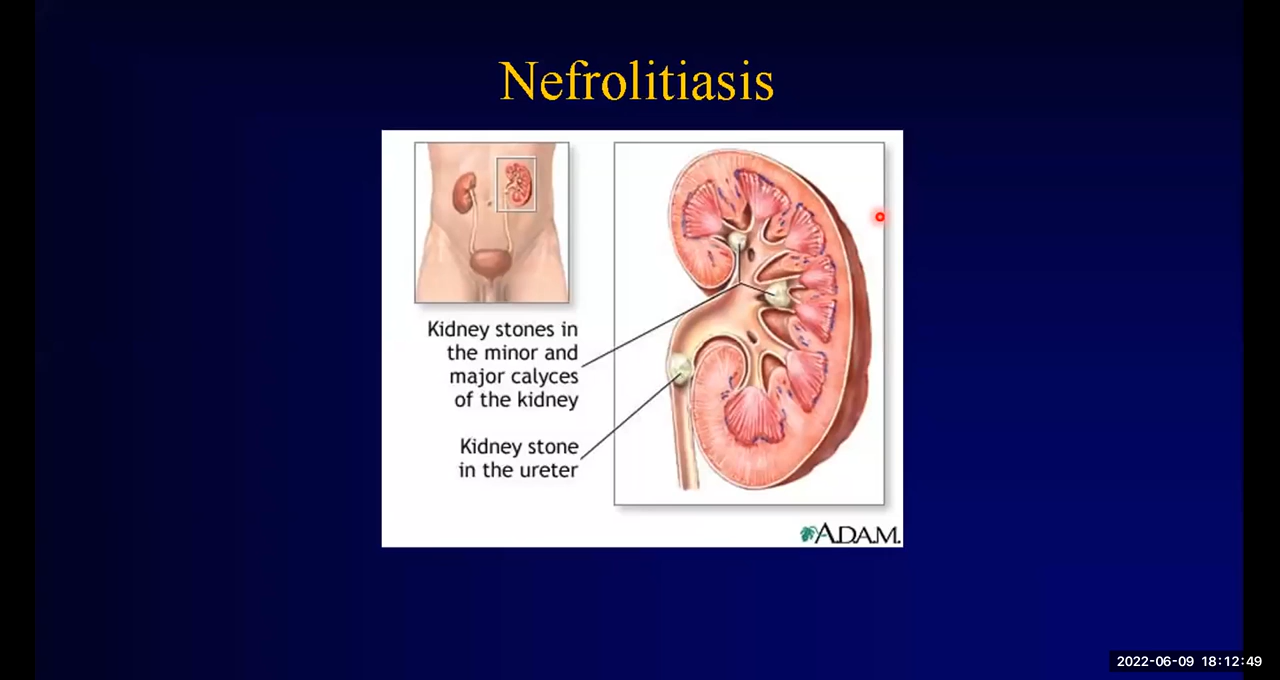 Nefrolitiasis
Kidney stones in
the minor and
major calyces
of the kidney
Kidney stone
in the ureter
A.D.A.M.
2022-06-09 18:12:49